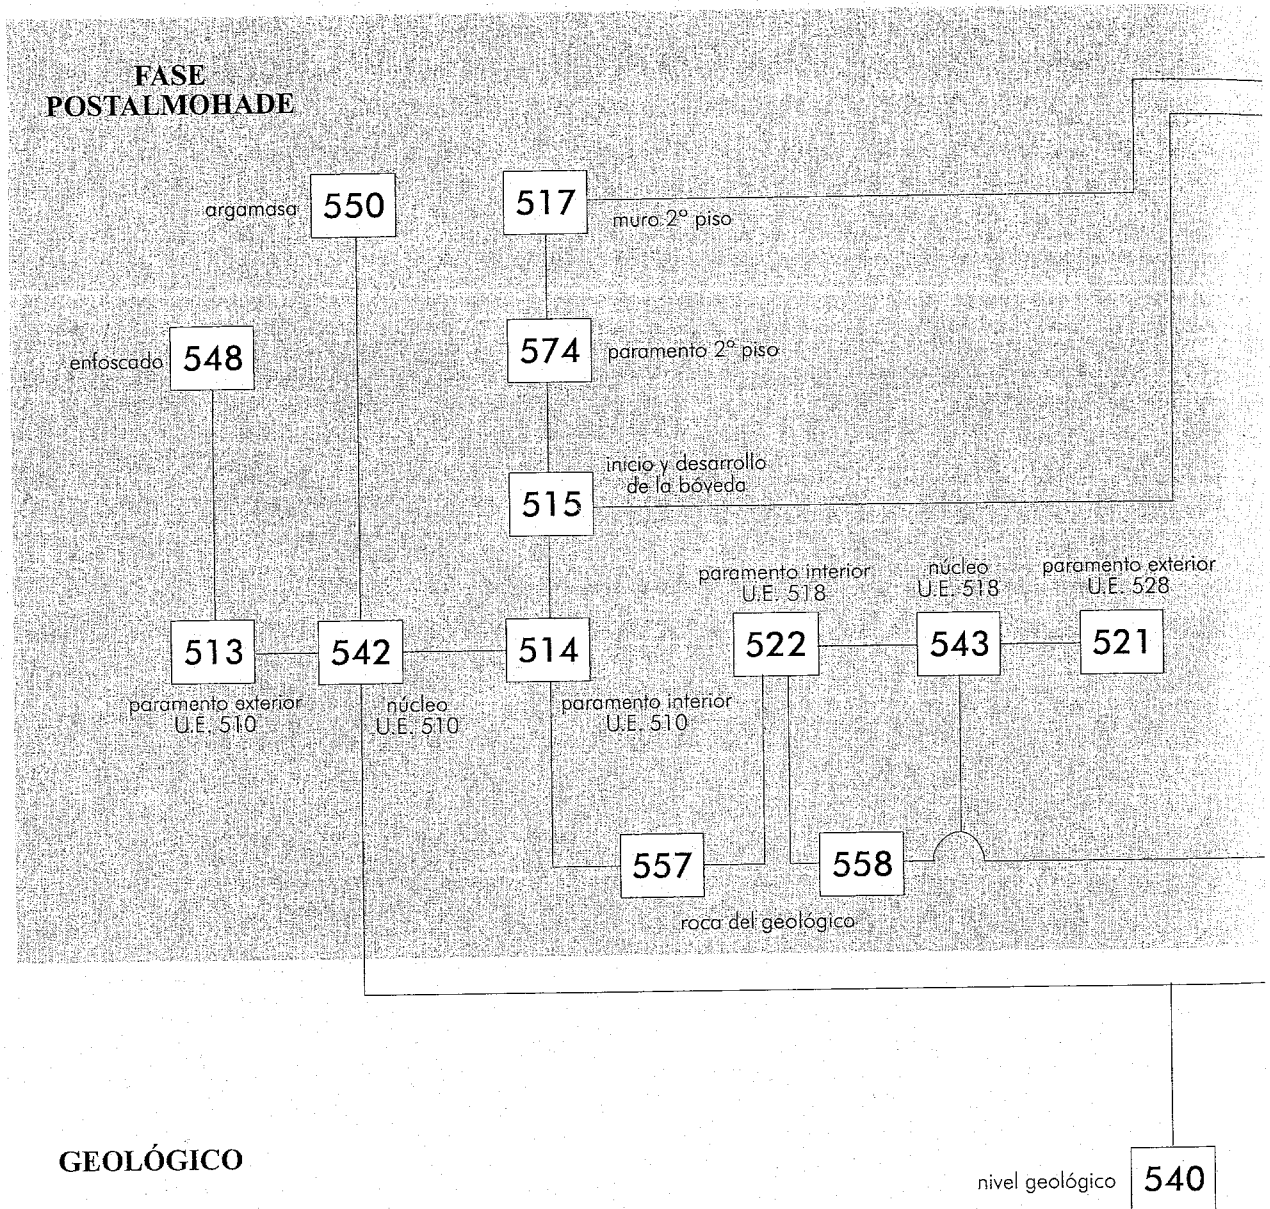 FASE
POSTALMOHADE
argamasa 550
517
muro 2º piso
enfoscado 548
574 paramento 2º piso
inicio y desarrollo
de la bóveda
515
paramento interior
U.E. 518
núcleo
U.E. 518
paramento exterior
U.E. 528
513
542
514
522
543
521
paramento exterior
U.E. 510
núcleo
U.E. 510
paramento interior
U.E. 510
557
558
roca del geológico
GEOLÓGICO
nivel geológico 540